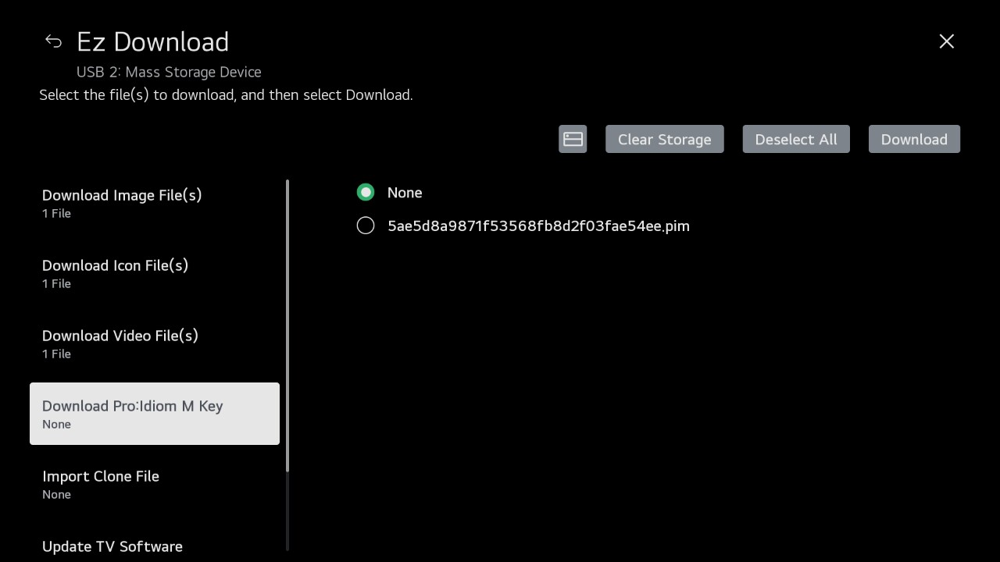 Ez Download
USB 2: Mass Storage Device
Select the file(s) to download, and then select Download.
Clear Storage
Deselect All
Download
Download Image File(s)
1 File
Download Icon File(s)
1 File
Download Video File(s)
1 File
Download Pro:Idiom M Key
None
Import Clone File
None
Update TV Software
None
5ae5d8a9871f53568fb8d2f03fae54ee.pim